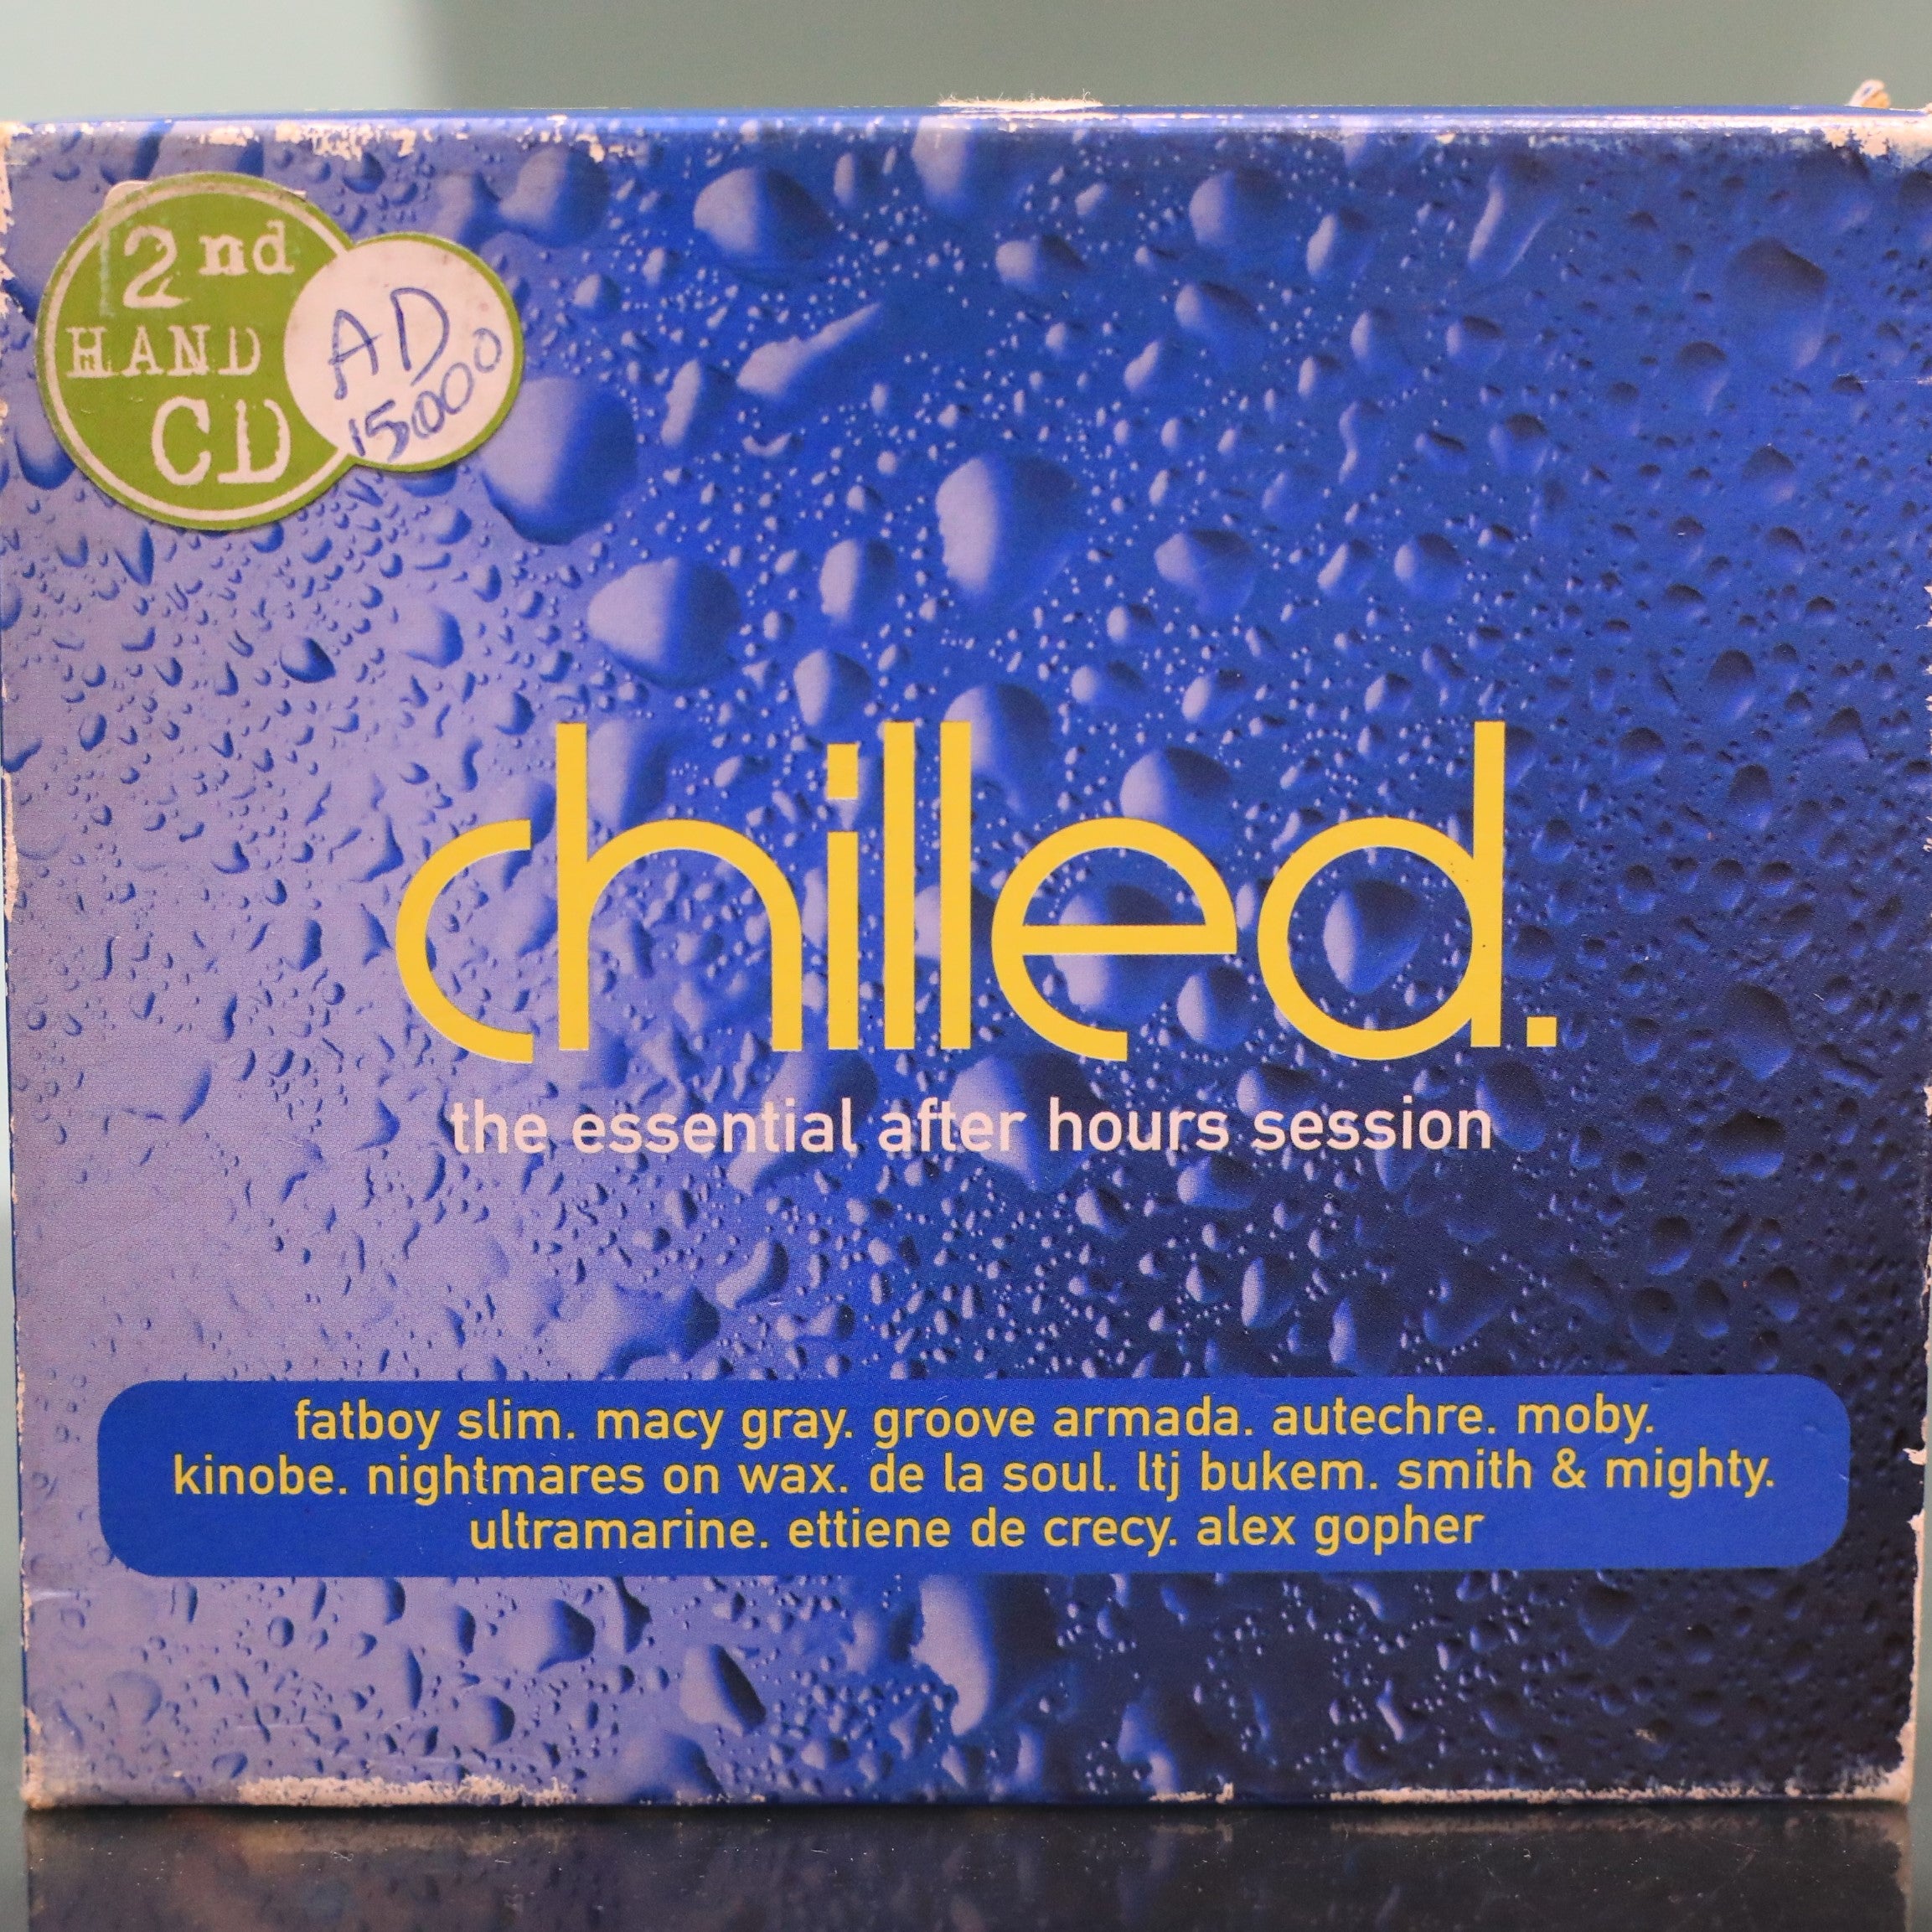 2nd
HAND
CD
AD
15000
chilled.
the essential after hours session
fatboy slim. macy gray. groove armada. autechre. moby.
kinobe. nightmares on wax. de la soul. ltj bukem. smith & mighty.
ultramarine. ettiene de crecy. alex gopher